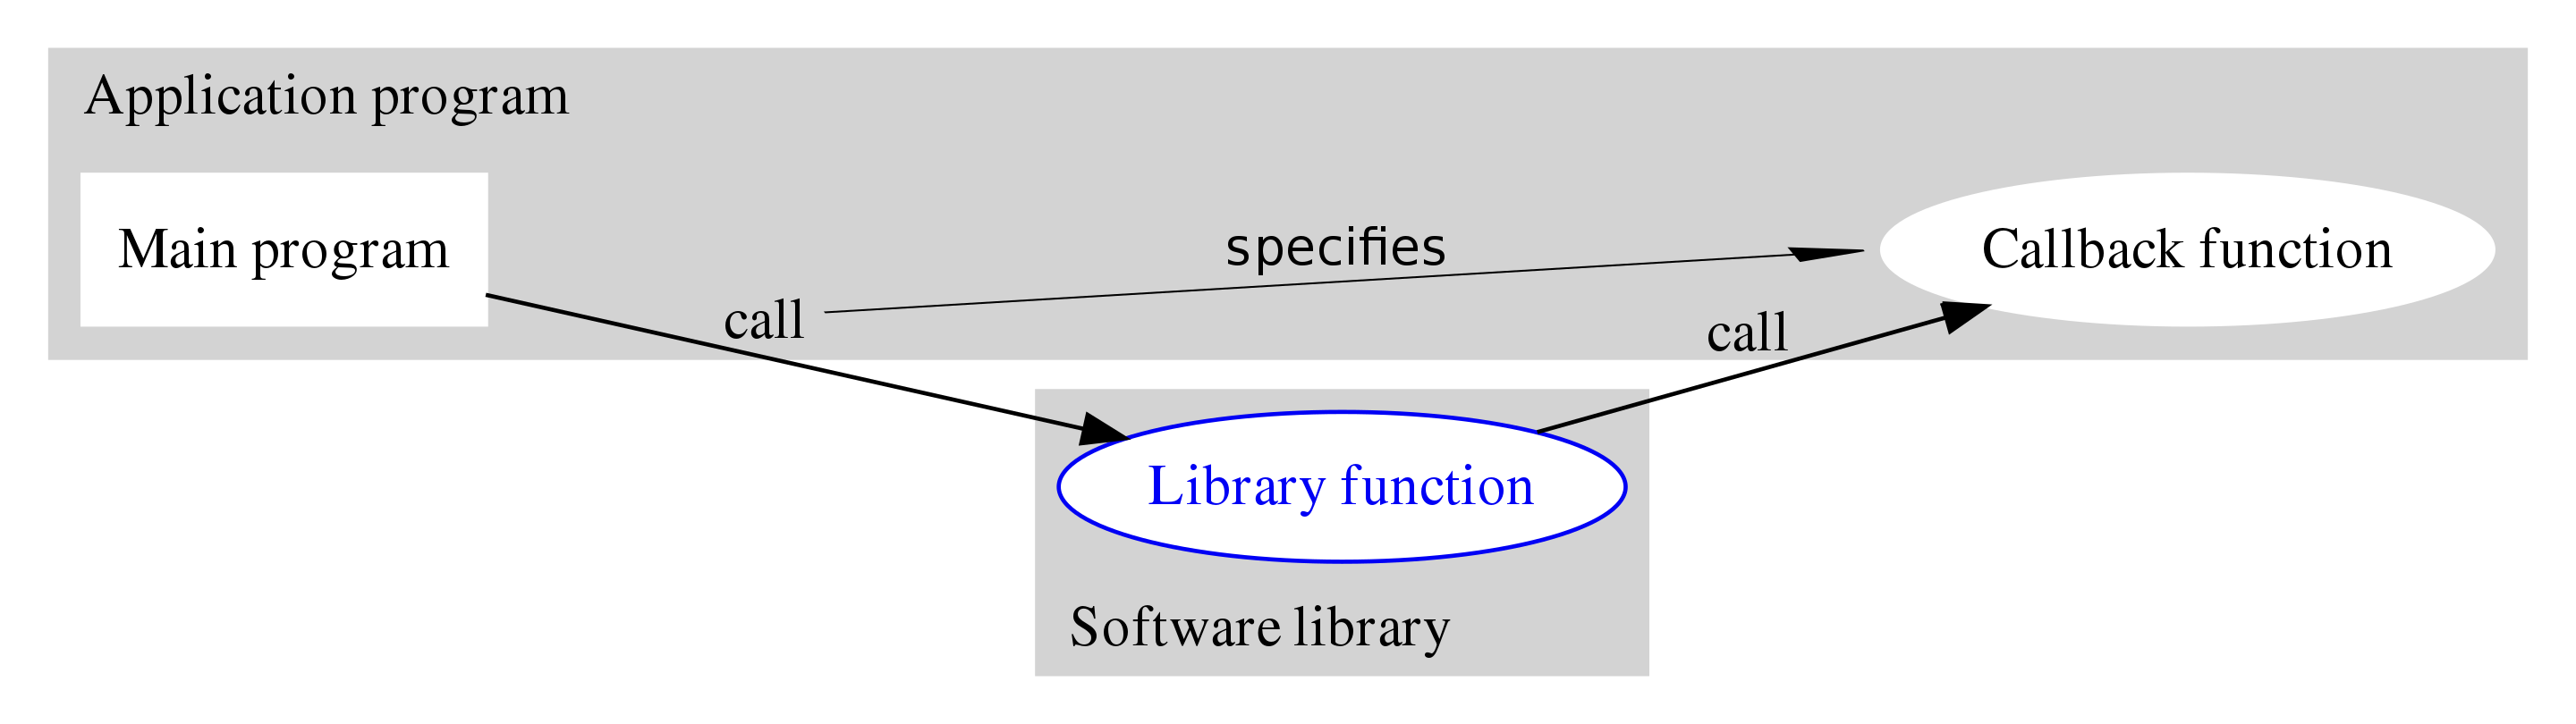 Application program
Main program
specifies
Callback function
call
call
Library function
Software library